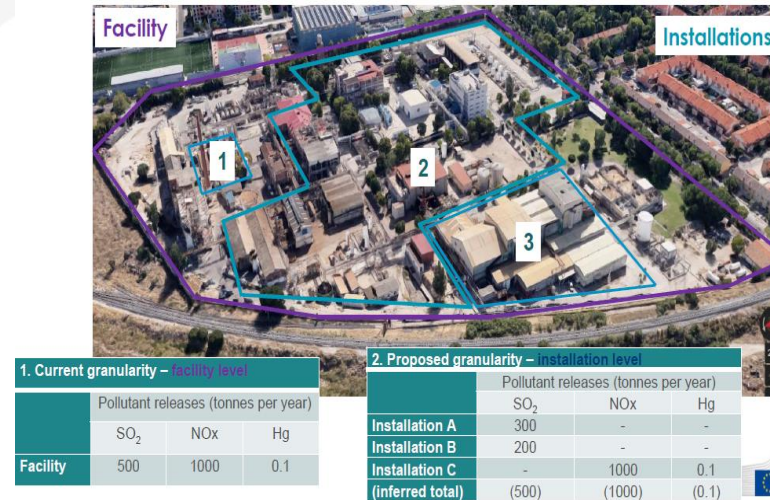 Facility
Installations
1
2
3
1. Current granularity – facility level
Pollutant releases (tonnes per year)
SO₂ NOx Hg
Facility 500 1000 0.1
2. Proposed granularity – installation level
Pollutant releases (tonnes per year)
SO₂ NOx Hg
Installation A 300 - -
Installation B 200 - -
Installation C - 1000 0.1
(inferred total) (500) (1000) (0.1)